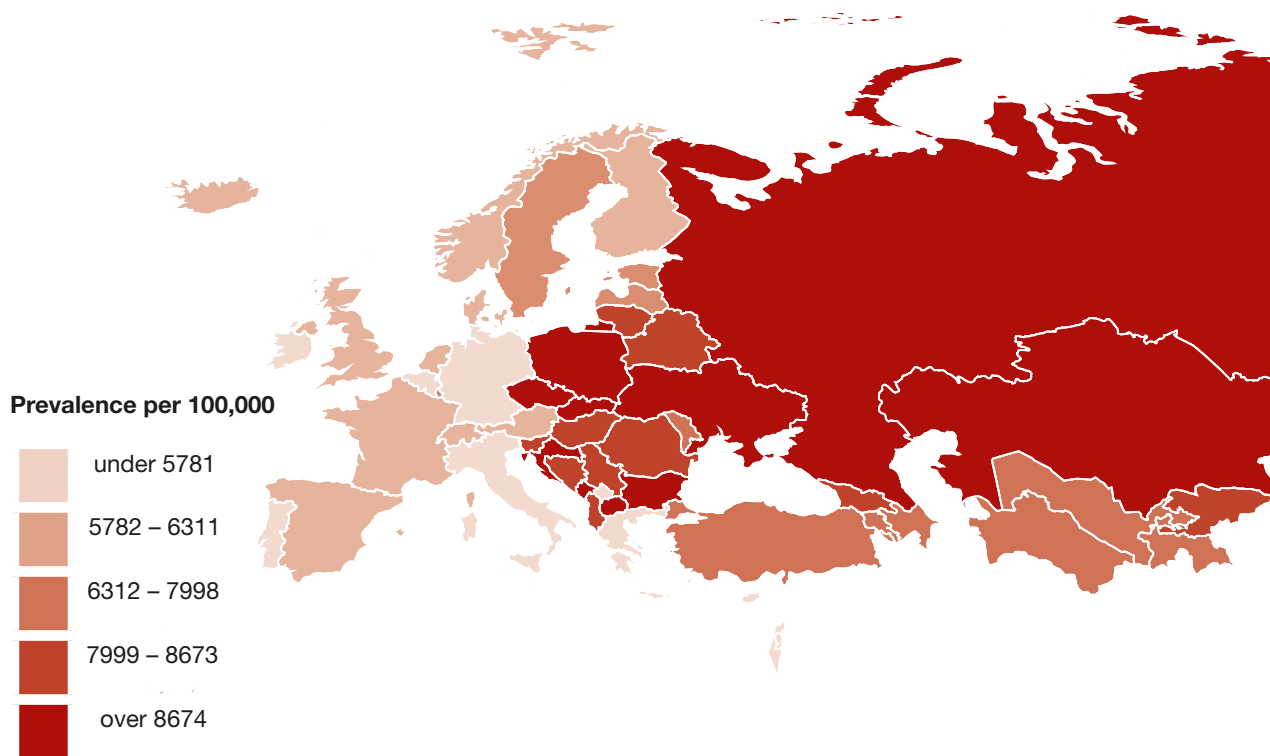 Prevalence per 100,000
under 5781
5782 – 6311
6312 – 7998
7999 – 8673
over 8674